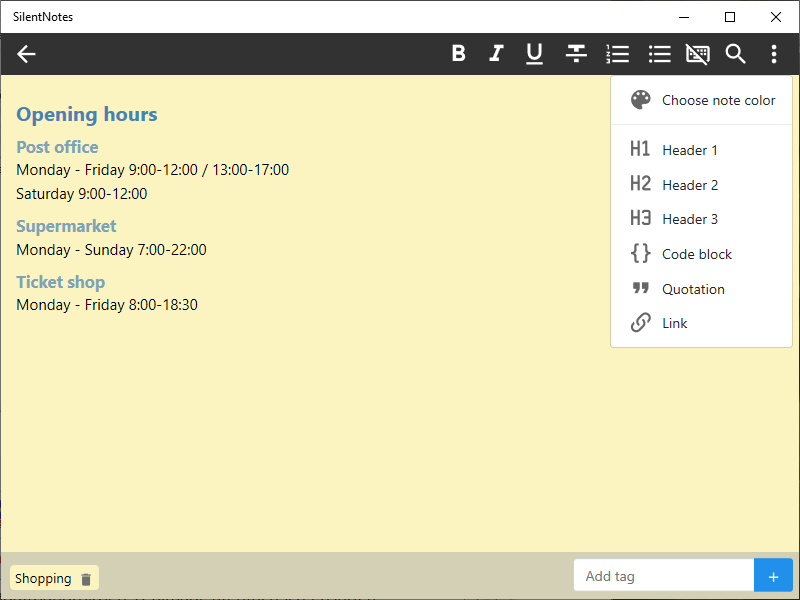 SilentNotes
B I U
Choose note color
Opening hours
H1 Header 1
Post office
Monday - Friday 9:00-12:00 / 13:00-17:00
H2 Header 2
Saturday 9:00-12:00
H3 Header 3
Supermarket
Monday - Sunday 7:00-22:00
{} Code block
Ticket shop
Quotation
Monday - Friday 8:00-18:30
Link
Shopping
Add tag
+